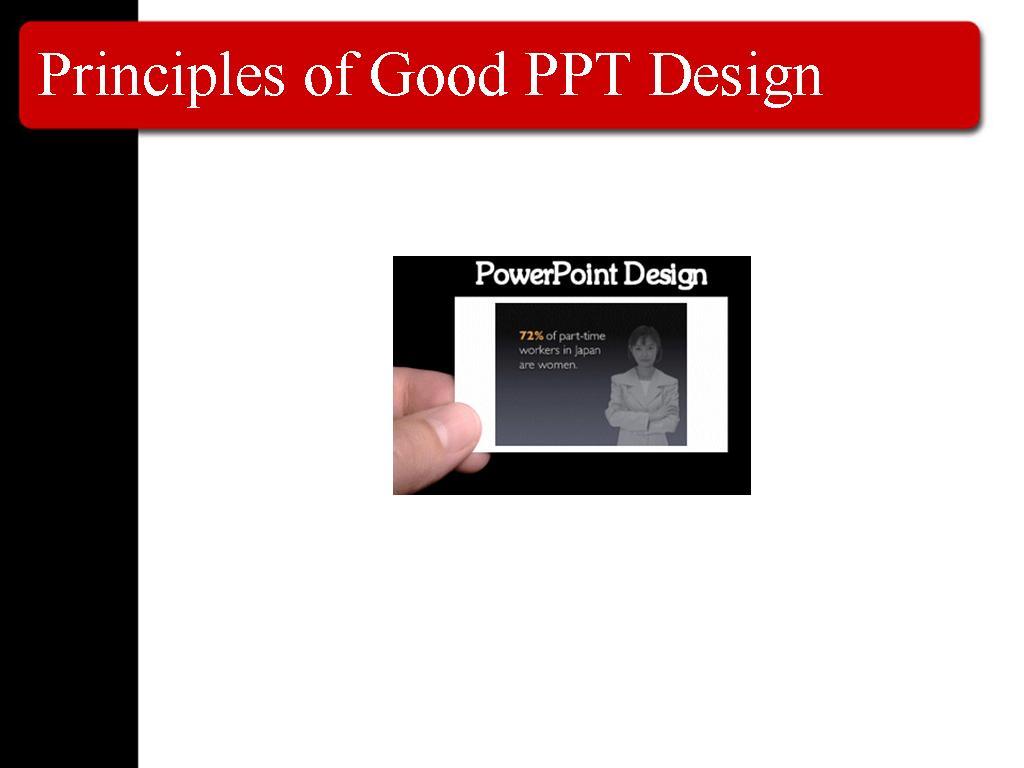 Principles of Good PPT Design
PowerPoint Design
72% of part-time
workers in Japan
are women.